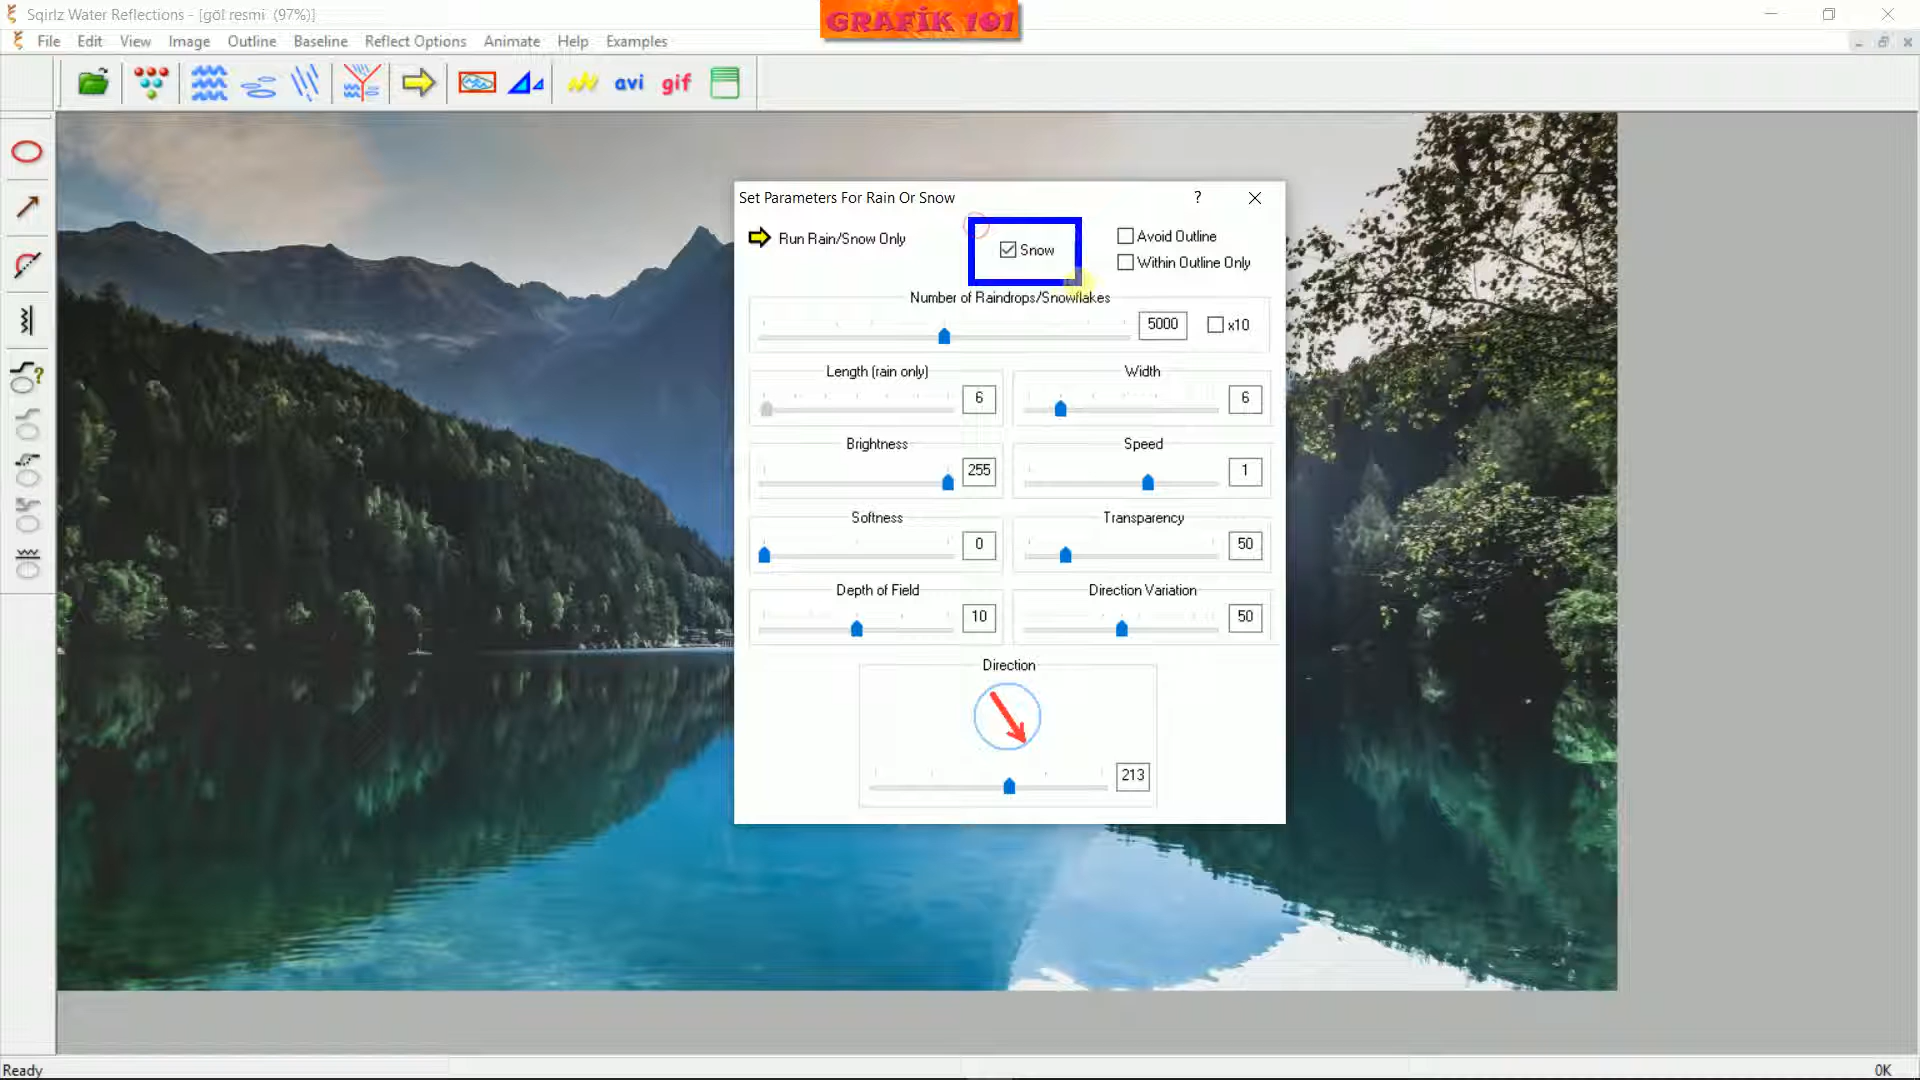 Sqirlz Water Reflections - [göl resmi (97%)]
GRAFİK 101
File Edit View Image Outline Baseline Reflect Options Animate Help Examples
avi gif
Set Parameters For Rain Or Snow ?
Run Rain/Snow Only
Snow
Avoid Outline
Within Outline Only
Number of Raindrops/Snowflakes
5000 x10
Length (rain only) Width
6 6
Brightness Speed
255 1
Softness Transparency
0 50
Depth of Field Direction Variation
10 50
Direction
213
Ready 0K